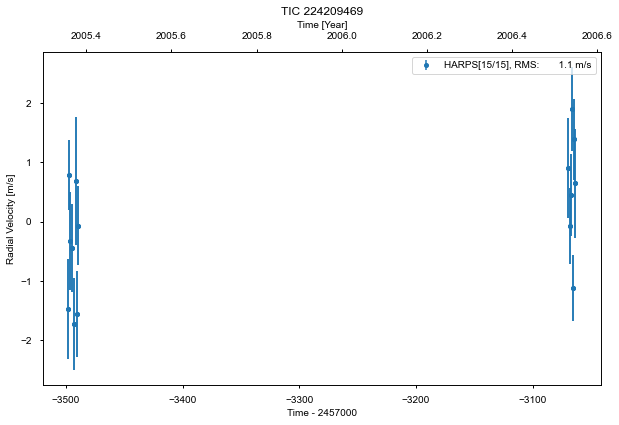 TIC 224209469
Time [Year]
2005.4 2005.6 2005.8 2006.0 2006.2 2006.4 2006.6
HARPS[15/15], RMS: 1.1 m/s
Radial Velocity [m/s]
2
1
0
−1
−2
−3500 −3400 −3300 −3200 −3100
Time - 2457000